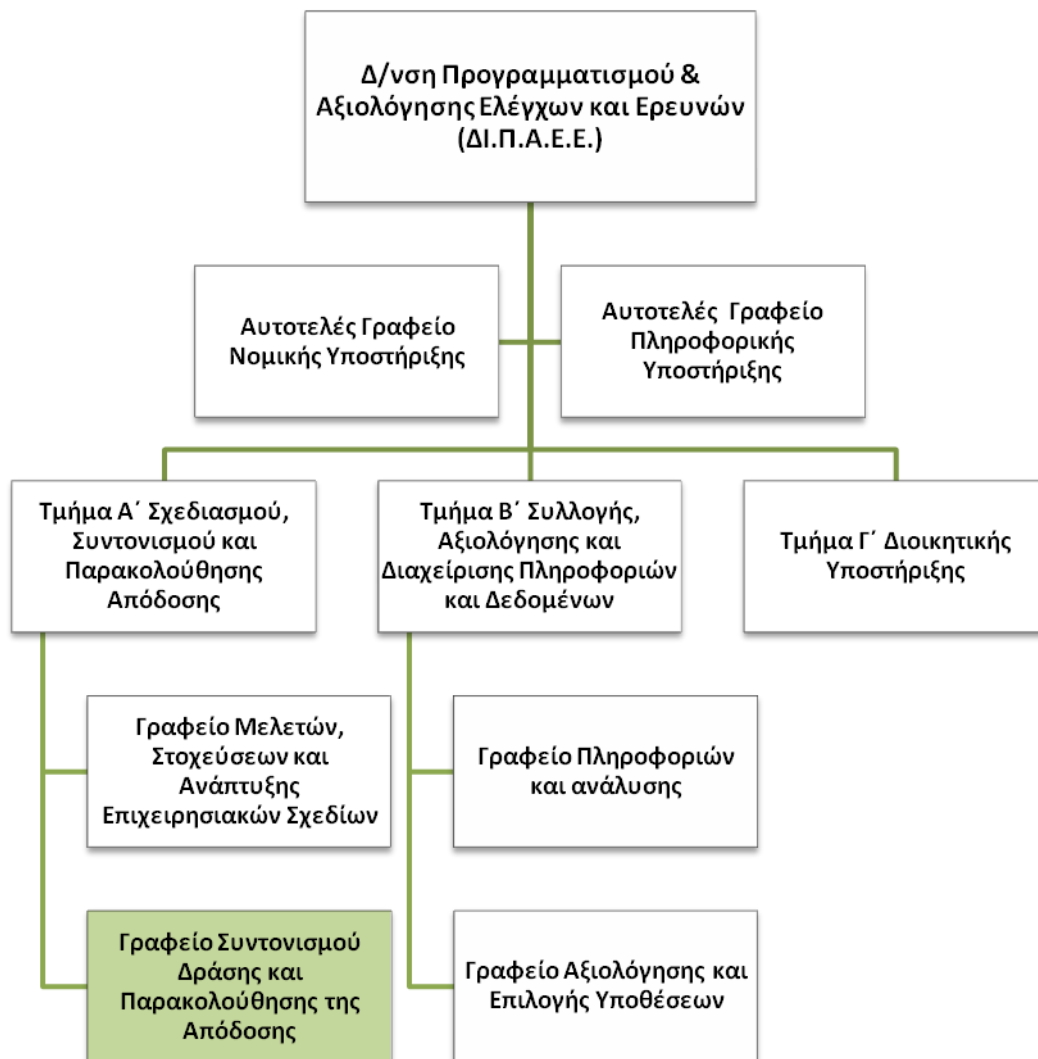 Δ/νση Προγραμματισμού &
Αξιολόγησης Ελέγχων και Ερευνών
(ΔΙ.Π.Α.Ε.Ε.)
Αυτοτελές Γραφείο
Νομικής Υποστήριξης
Αυτοτελές Γραφείο
Πληροφορικής
Υποστήριξης
Τμήμα Α΄ Σχεδιασμού,
Συντονισμού και
Παρακολούθησης
Απόδοσης
Τμήμα Β΄ Συλλογής,
Αξιολόγησης και
Διαχείρισης Πληροφοριών
και Δεδομένων
Τμήμα Γ΄ Διοικητικής
Υποστήριξης
Γραφείο Μελετών,
Στοχεύσεων και
Ανάπτυξης
Επιχειρησιακών Σχεδίων
Γραφείο Πληροφοριών
και ανάλυσης
Γραφείο Συντονισμού
Δράσης και
Παρακολούθησης της
Απόδοσης
Γραφείο Αξιολόγησης και
Επιλογής Υποθέσεων